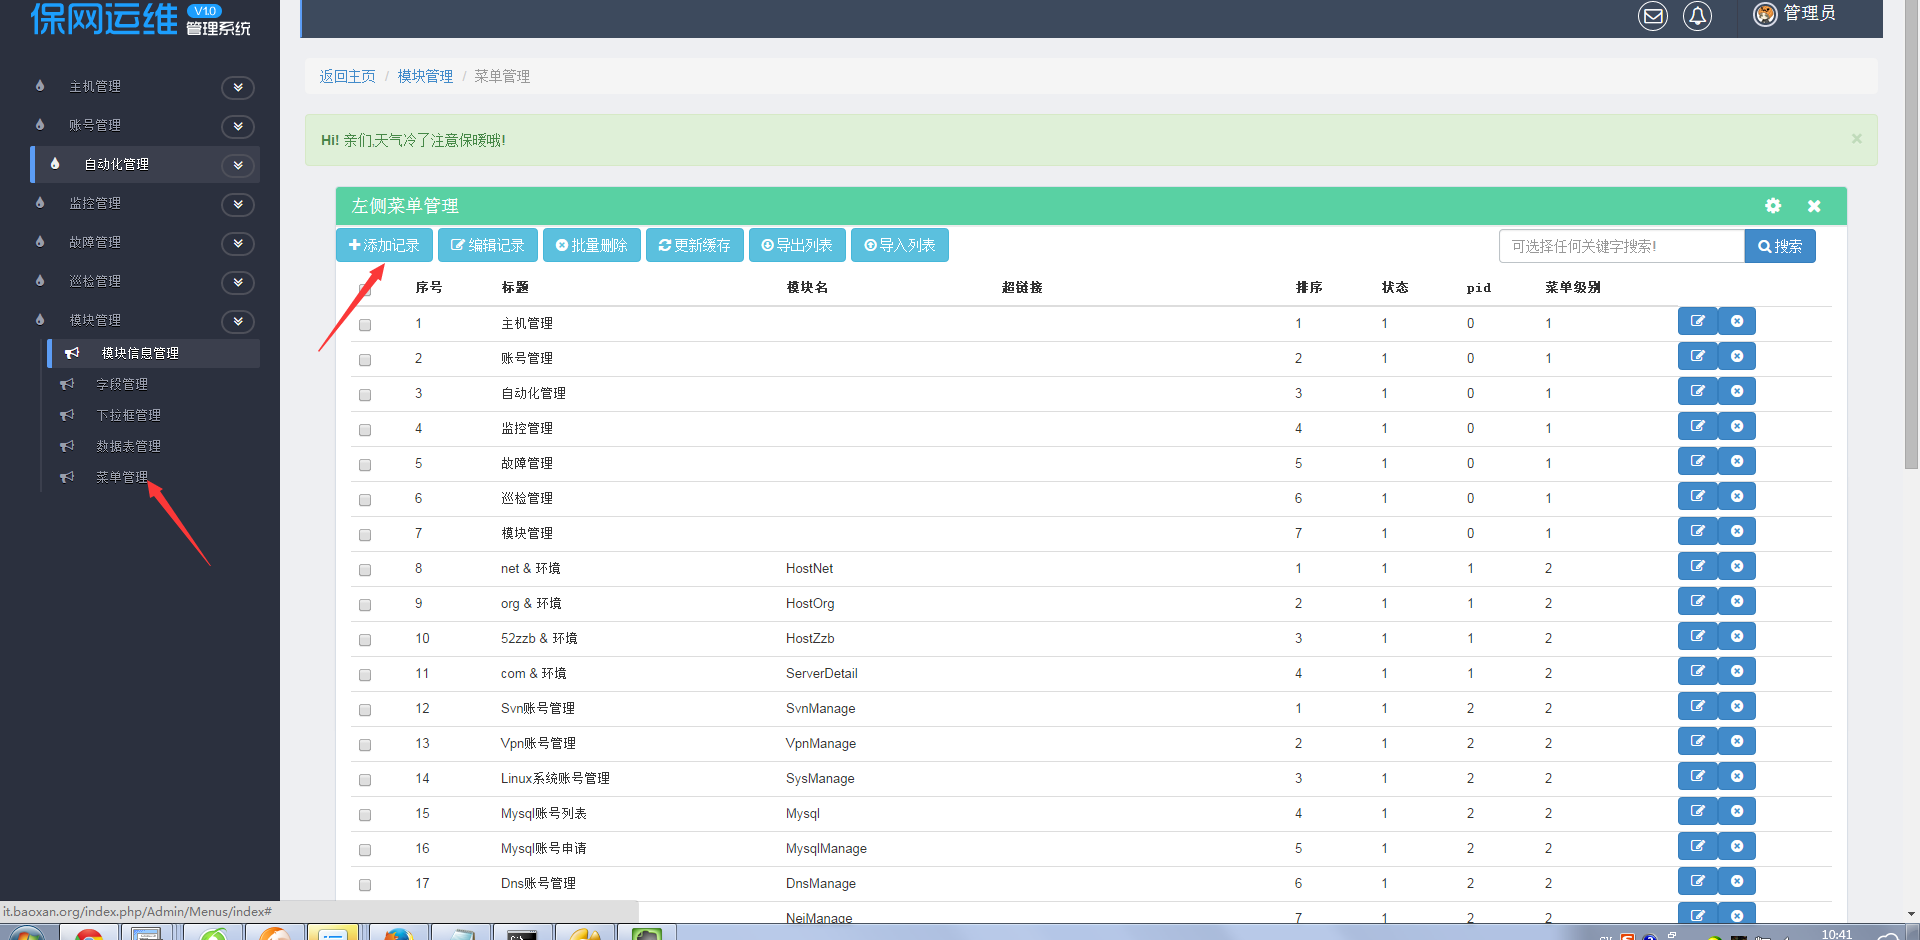 保网运维 V1.0 管理系统
管理员
主机管理
账号管理
自动化管理
监控管理
故障管理
巡检管理
模块管理
模块信息管理
字段管理
下拉框管理
数据表管理
菜单管理
返回主页 / 模块管理 / 菜单管理
Hi! 亲们,天气冷了注意保暖哦!
×
左侧菜单管理
添加记录 编辑记录 批量删除 更新缓存 导出列表 导入列表 可选择任何关键字搜索! 搜索
序号 标题 模块名 超链接 排序 状态 pid 菜单级别
1 主机管理 1 1 0 1
2 账号管理 2 1 0 1
3 自动化管理 3 1 0 1
4 监控管理 4 1 0 1
5 故障管理 5 1 0 1
6 巡检管理 6 1 0 1
7 模块管理 7 1 0 1
8 net & 环境 HostNet 1 1 1 2
9 org & 环境 HostOrg 2 1 1 2
10 52zzb & 环境 HostZzb 3 1 1 2
11 com & 环境 ServerDetail 4 1 1 2
12 Svn账号管理 SvnManage 1 1 2 2
13 Vpn账号管理 VpnManage 2 1 2 2
14 Linux系统账号管理 SysManage 3 1 2 2
15 Mysql账号列表 Mysql 4 1 2 2
16 Mysql账号申请 MysqlManage 5 1 2 2
17 Dns账号管理 DnsManage 6 1 2 2
NeiManage 7 1 2 2
it.baoxan.org/index.php/Admin/Menus/index#
10:41